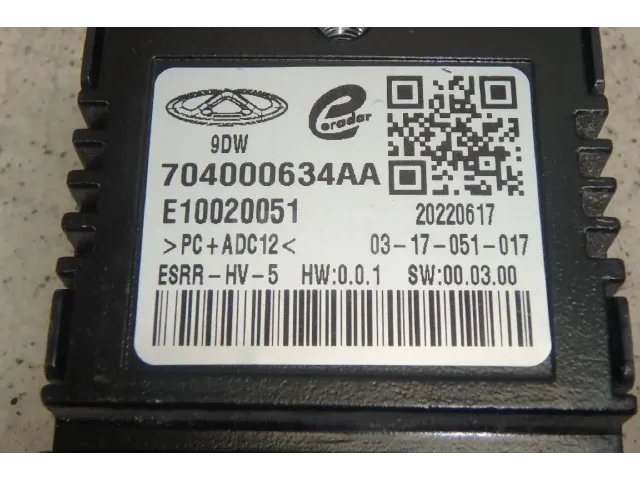 eradar
9DW
704000634AA
E10020051
20220617
>PC+ADC12<
03-17-051-017
ESRR-HV-5 HW:0.0.1 SW:00.03.00